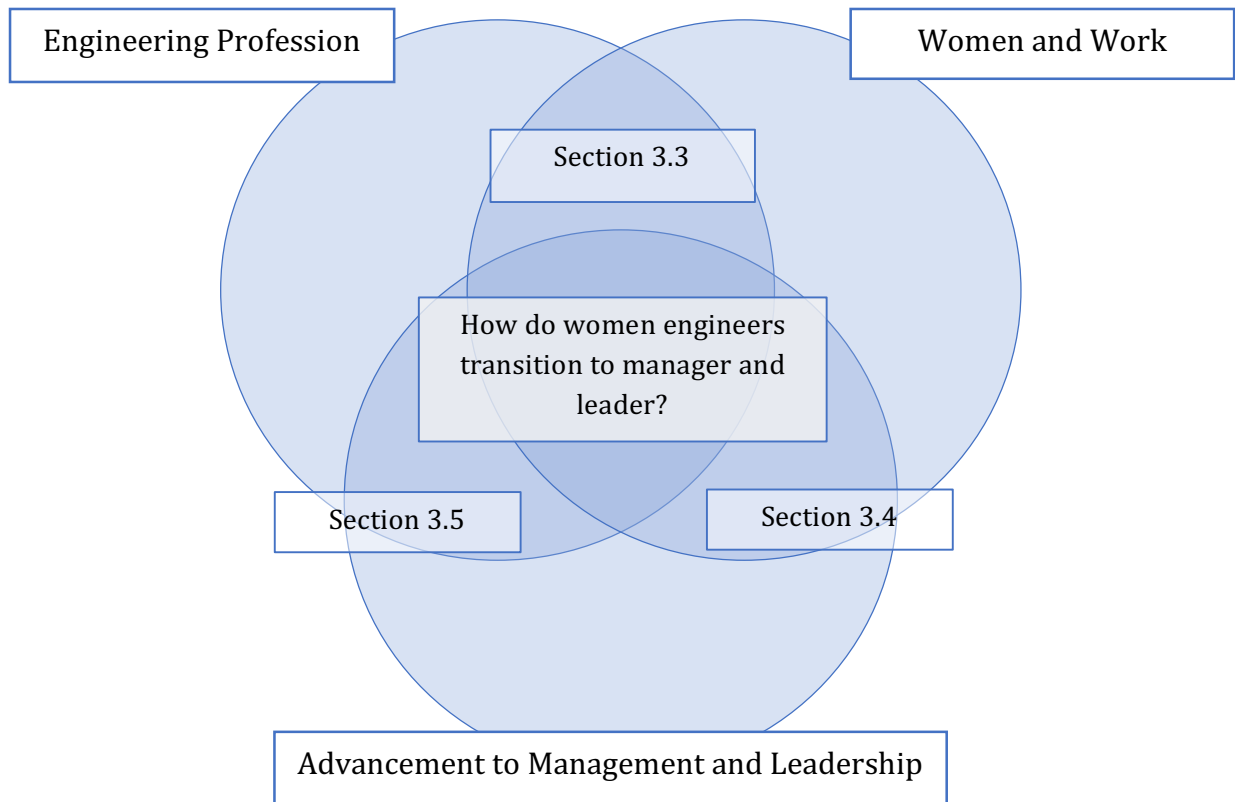 Engineering Profession
Women and Work
Section 3.3
How do women engineers
transition to manager and
leader?
Section 3.5
Section 3.4
Advancement to Management and Leadership